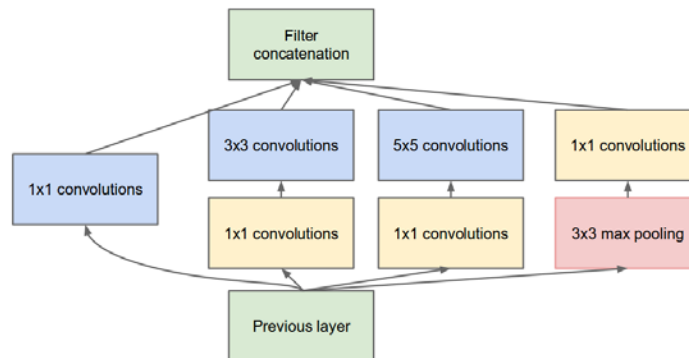 Filter
concatenation
3x3 convolutions
5x5 convolutions
1x1 convolutions
1x1 convolutions
1x1 convolutions
1x1 convolutions
3x3 max pooling
Previous layer